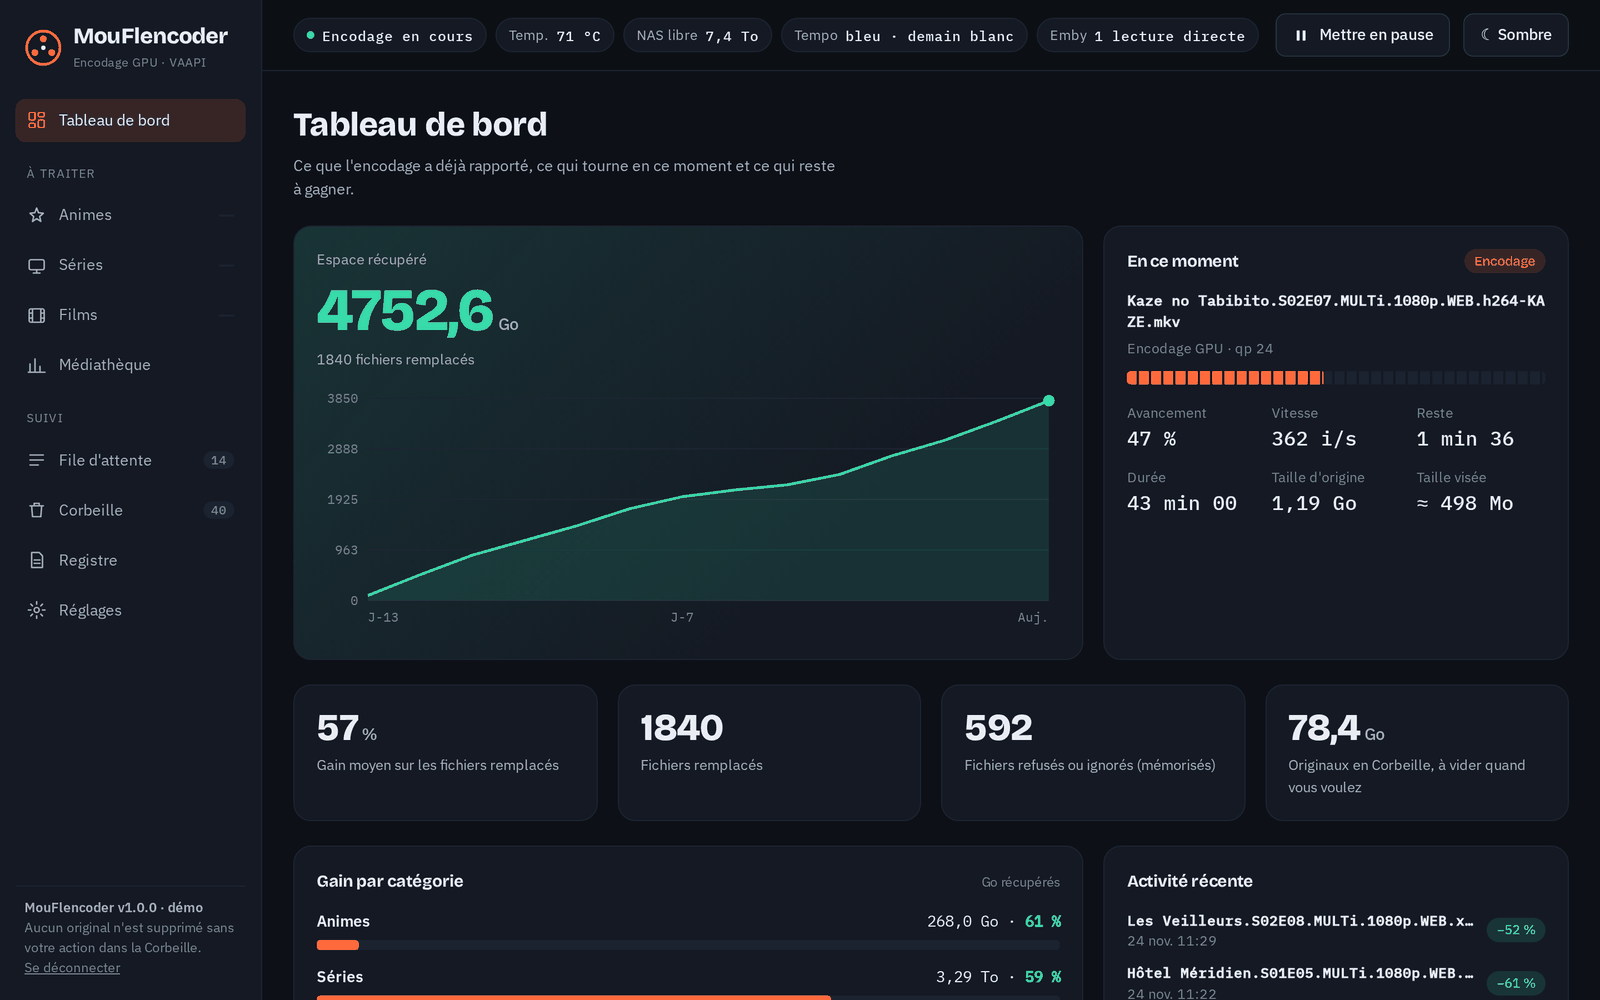 MouFlencoder
Encodage GPU · VAAPI
Tableau de bord
À TRAITER
Animes
Séries
Films
Médiathèque
SUIVI
File d'attente 14
Corbeille 40
Registre
Réglages
MouFlencoder v1.0.0 · démo
Aucun original n'est supprimé sans
votre action dans la Corbeille.
Se déconnecter
Encodage en cours
Temp. 71 °C
NAS libre 7,4 To
Tempo bleu · demain blanc
Emby 1 lecture directe
Mettre en pause
Sombre
Tableau de bord
Ce que l'encodage a déjà rapporté, ce qui tourne en ce moment et ce qui reste
à gagner.
Espace récupéré
4752,6 Go
1840 fichiers remplacés
3850
2888
1925
963
0
J-13 J-7 Auj.
En ce moment Encodage
Kaze no Tabibito.S02E07.MULTi.1080p.WEB.h264-KA
ZE.mkv
Encodage GPU · qp 24
Avancement Vitesse Reste
47 % 362 i/s 1 min 36
Durée Taille d'origine Taille visée
43 min 00 1,19 Go ≈ 498 Mo
57 %
Gain moyen sur les fichiers remplacés
1840
Fichiers remplacés
592
Fichiers refusés ou ignorés (mémorisés)
78,4 Go
Originaux en Corbeille, à vider quand
vous voulez
Gain par catégorie Go récupérés
Animes 268,0 Go · 61 %
Séries 3,29 To · 59 %
Activité récente
Les Veilleurs.S02E08.MULTi.1080p.WEB.x…
24 nov. 11:29
−52 %
Hôtel Méridien.S01E05.MULTi.1080p.WEB.…
24 nov. 11:22
−61 %